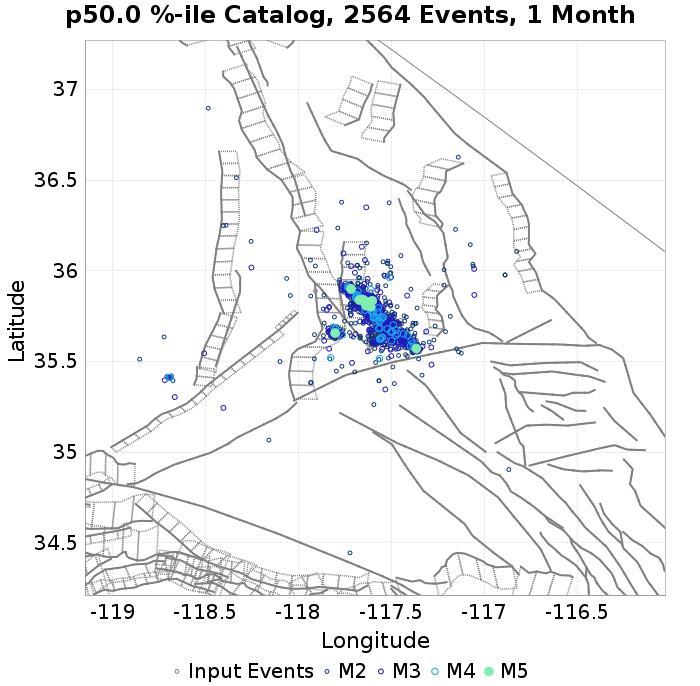 p50.0 %-ile Catalog, 2564 Events, 1 Month
37
36.5
36
35.5
35
34.5
Latitude
-119 -118.5 -118 -117.5 -117 -116.5
Longitude
Input Events M2 M3 M4 M5